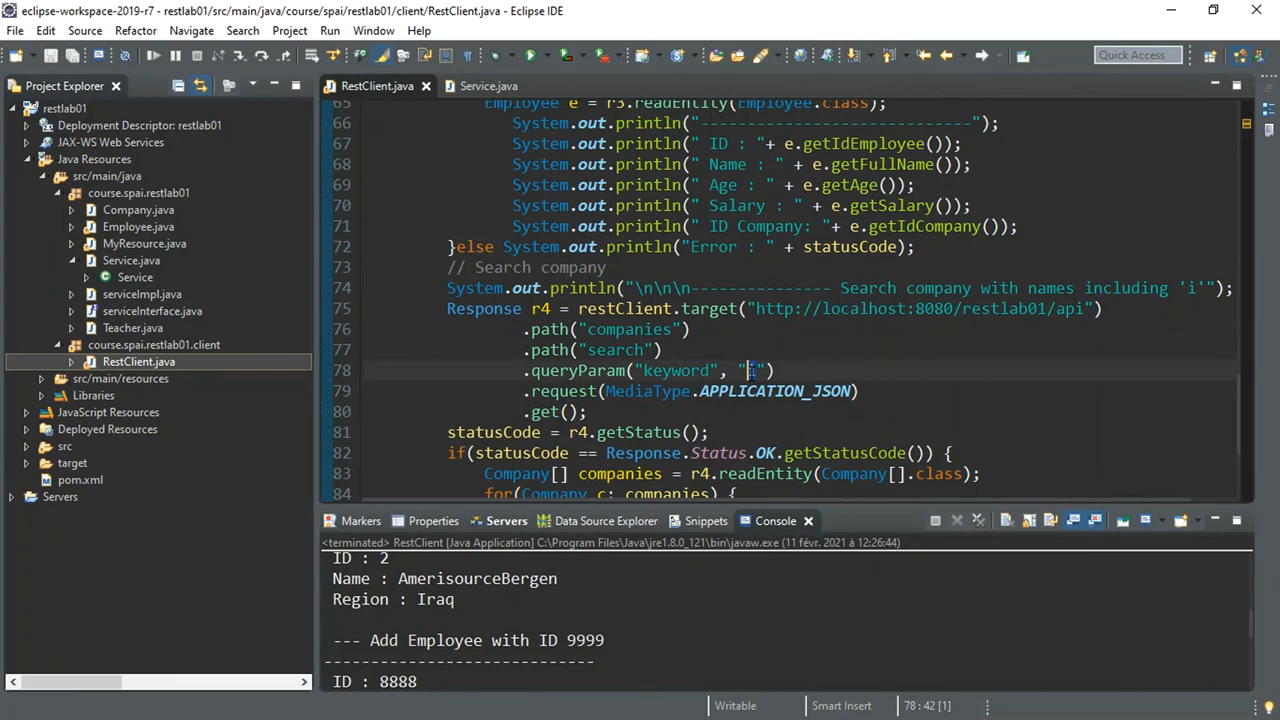 eclipse-workspace-2019-r7 - restlab01/src/main/java/course/spai/restlab01/client/RestClient.java - Eclipse IDE
File Edit Source Refactor Navigate Search Project Run Window Help
Quick Access
Project Explorer
RestClient.java
Service.java
restlab01
Deployment Descriptor: restlab01
JAX-WS Web Services
Java Resources
src/main/java
course.spai.restlab01
Company.java
Employee.java
MyResource.java
Service.java
Service
serviceImpl.java
serviceInterface.java
Teacher.java
course.spai.restlab01.client
RestClient.java
src/main/resources
Libraries
JavaScript Resources
Deployed Resources
src
target
pom.xml
Servers
65 Employee e = r3.readEntity(Employee.class);
66 System.out.println("-----------------------------");
67 System.out.println(" ID : "+ e.getIdEmployee());
68 System.out.println(" Name : " + e.getFullName());
69 System.out.println(" Age : " + e.getAge());
70 System.out.println(" Salary : " + e.getSalary());
71 System.out.println(" ID Company: "+ e.getIdCompany());
72 }else System.out.println("Error : " + statusCode);
73 // Search company
74 System.out.println("\n\n\n--------------- Search company with names including 'i'");
75 Response r4 = restClient.target("http://localhost:8080/restlab01/api")
76 .path("companies")
77 .path("search")
78 .queryParam("keyword", "i")
79 .request(MediaType.APPLICATION_JSON)
80 .get();
81 statusCode = r4.getStatus();
82 if(statusCode == Response.Status.OK.getStatusCode()) {
83 Company[] companies = r4.readEntity(Company[].class);
84 for(Company c: companies) {
Markers Properties Servers Data Source Explorer Snippets Console
<terminated> RestClient [Java Application] C:\Program Files\Java\jre1.8.0_121\bin\javaw.exe (11 févr. 2021 à 12:26:44)
ID : 2
Name : AmerisourceBergen
Region : Iraq
--- Add Employee with ID 9999
-----------------------------
ID : 8888
Writable Smart Insert 78 : 42 [1]